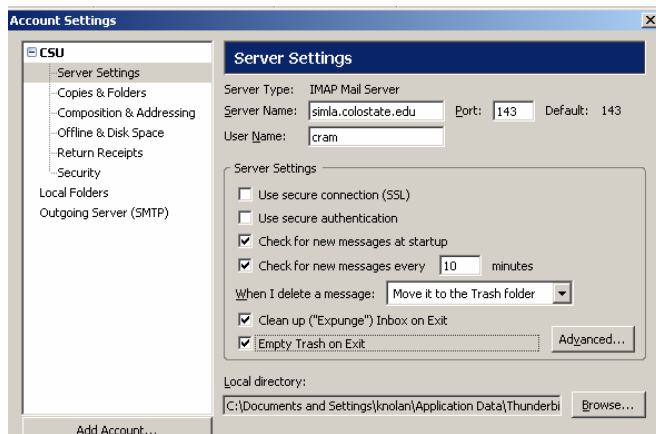 Account Settings
CSU
Server Settings
Copies & Folders
Composition & Addressing
Offline & Disk Space
Return Receipts
Security
Local Folders
Outgoing Server (SMTP)
Add Account...
Server Settings
Server Type: IMAP Mail Server
Server Name: simla.colostate.edu Port: 143 Default: 143
User Name: cram
Server Settings
Use secure connection (SSL)
Use secure authentication
Check for new messages at startup
Check for new messages every 10 minutes
When I delete a message: Move it to the Trash folder
Clean up ("Expunge") Inbox on Exit
Empty Trash on Exit
Advanced...
Local directory:
C:\Documents and Settings\knolan\Application Data\Thunderbi Browse...